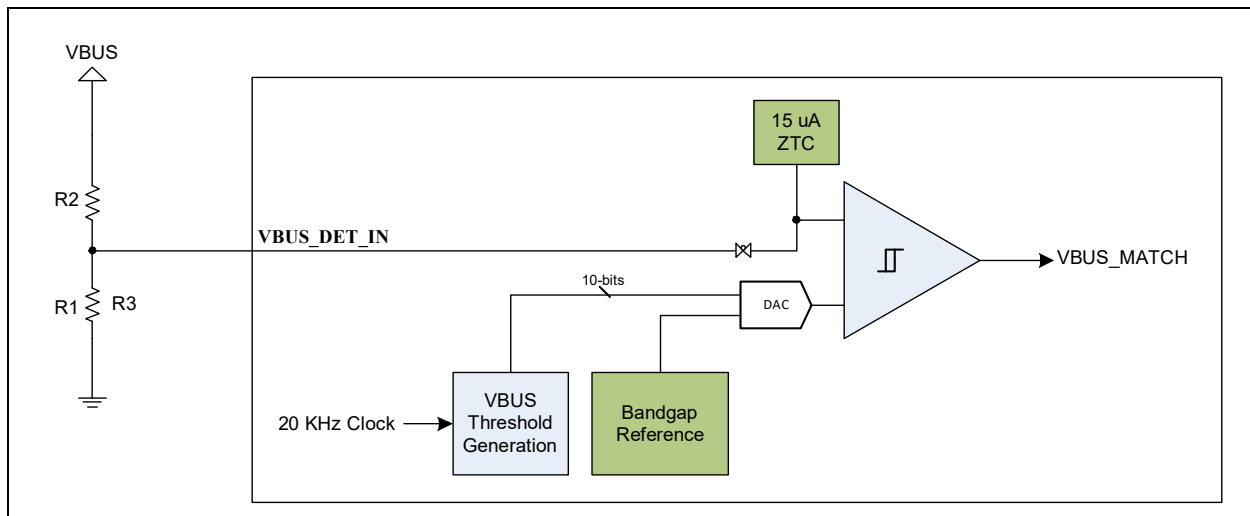 VBUS
15 uA
ZTC
R2
VBUS_DET_IN
VBUS_MATCH
10-bits
DAC
R1
R3
VBUS
Threshold
Generation
Bandgap
Reference
20 KHz Clock